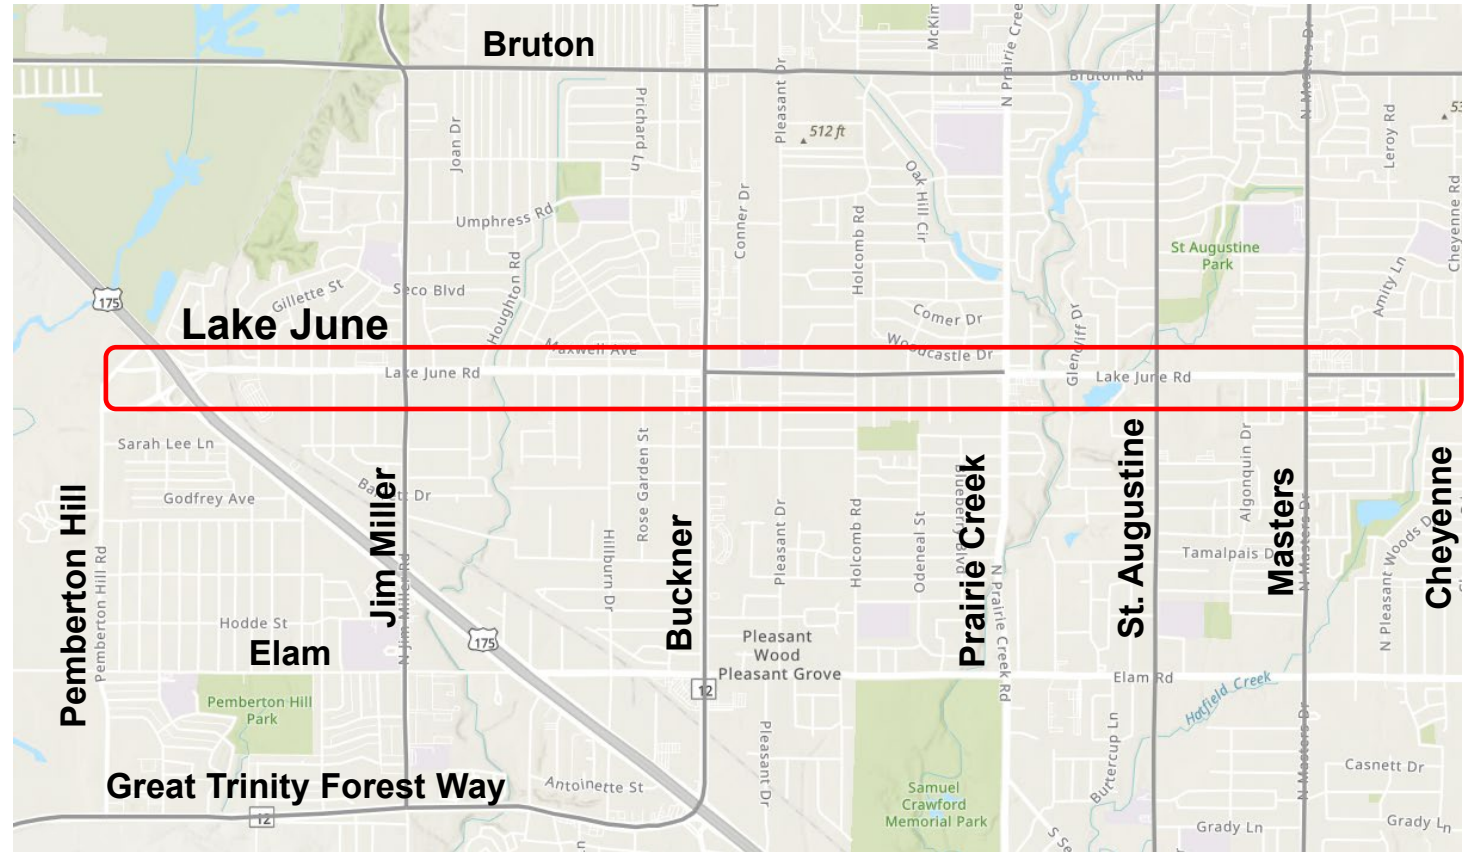 Bruton
McKim
N Prairie Cree
Bruton Rd
N Masters Dr
Prichard Ln
Pleasant Dr
512 ft
53
Joan Dr
Leroy Rd
Oak Hill Cir
Umphress Rd
Conner Dr
Holcomb Rd
Cheyenne Rd
St Augustine
Park
Houghton Rd
Amity Ln
175
Gillette St
Seco Blvd
Lake June
Comer Dr
Glencliff Dr
Maxwell Ave
Woodcastle Dr
Lake June Rd
Lake June Rd
Sarah Lee Ln
Godfrey Ave
Barnett Dr
Rose Garden St
Algonquin Dr
Pemberton Hill
Jim Miller
Buckner
Prairie Creek
St. Augustine
Masters
Cheyenne
Pemberton Hill Rd
N Jim Miller Rd
Hillburn Dr
Pleasant Dr
Holcomb Rd
Odeneal St
Blueberry Blvd
N Prairie Creek Rd
Tamalpais D
N Masters Dr
N Pleasant Woods D
Hodde St
175
Elam
Pleasant
Wood
Pleasant Grove
Elam Rd
12
Hotfield Creek
Pemberton Hill
Park
Pleasant Dr
Buttercup Ln
N Masters Dr
Casnett Dr
Great Trinity Forest Way
Antoinette St
12
Samuel
Crawford
Memorial Park
Grady Ln
Grady Ln
S Se